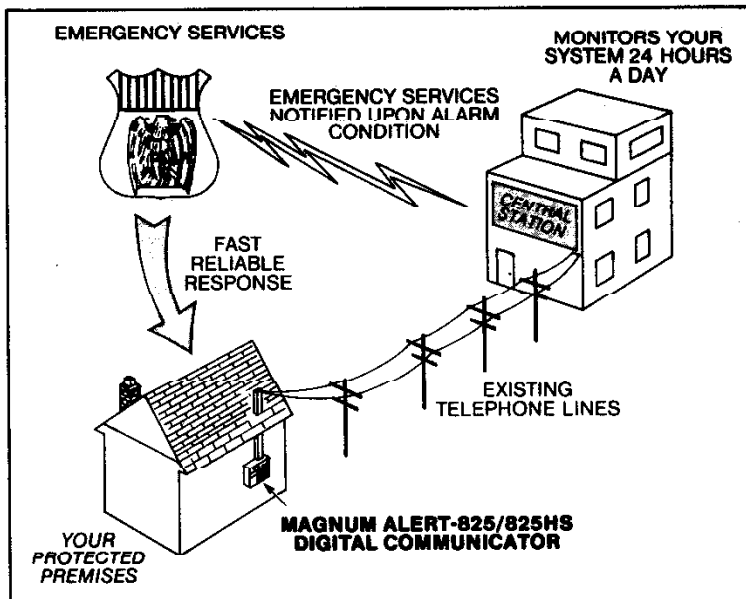 EMERGENCY SERVICES
MONITORS YOUR
SYSTEM 24 HOURS
A DAY
EMERGENCY SERVICES
NOTIFIED UPON ALARM
CONDITION
CENTRAL
STATION
FAST
RELIABLE
RESPONSE
EXISTING
TELEPHONE LINES
MAGNUM ALERT-825/825HS
DIGITAL COMMUNICATOR
YOUR
PROTECTED
PREMISES